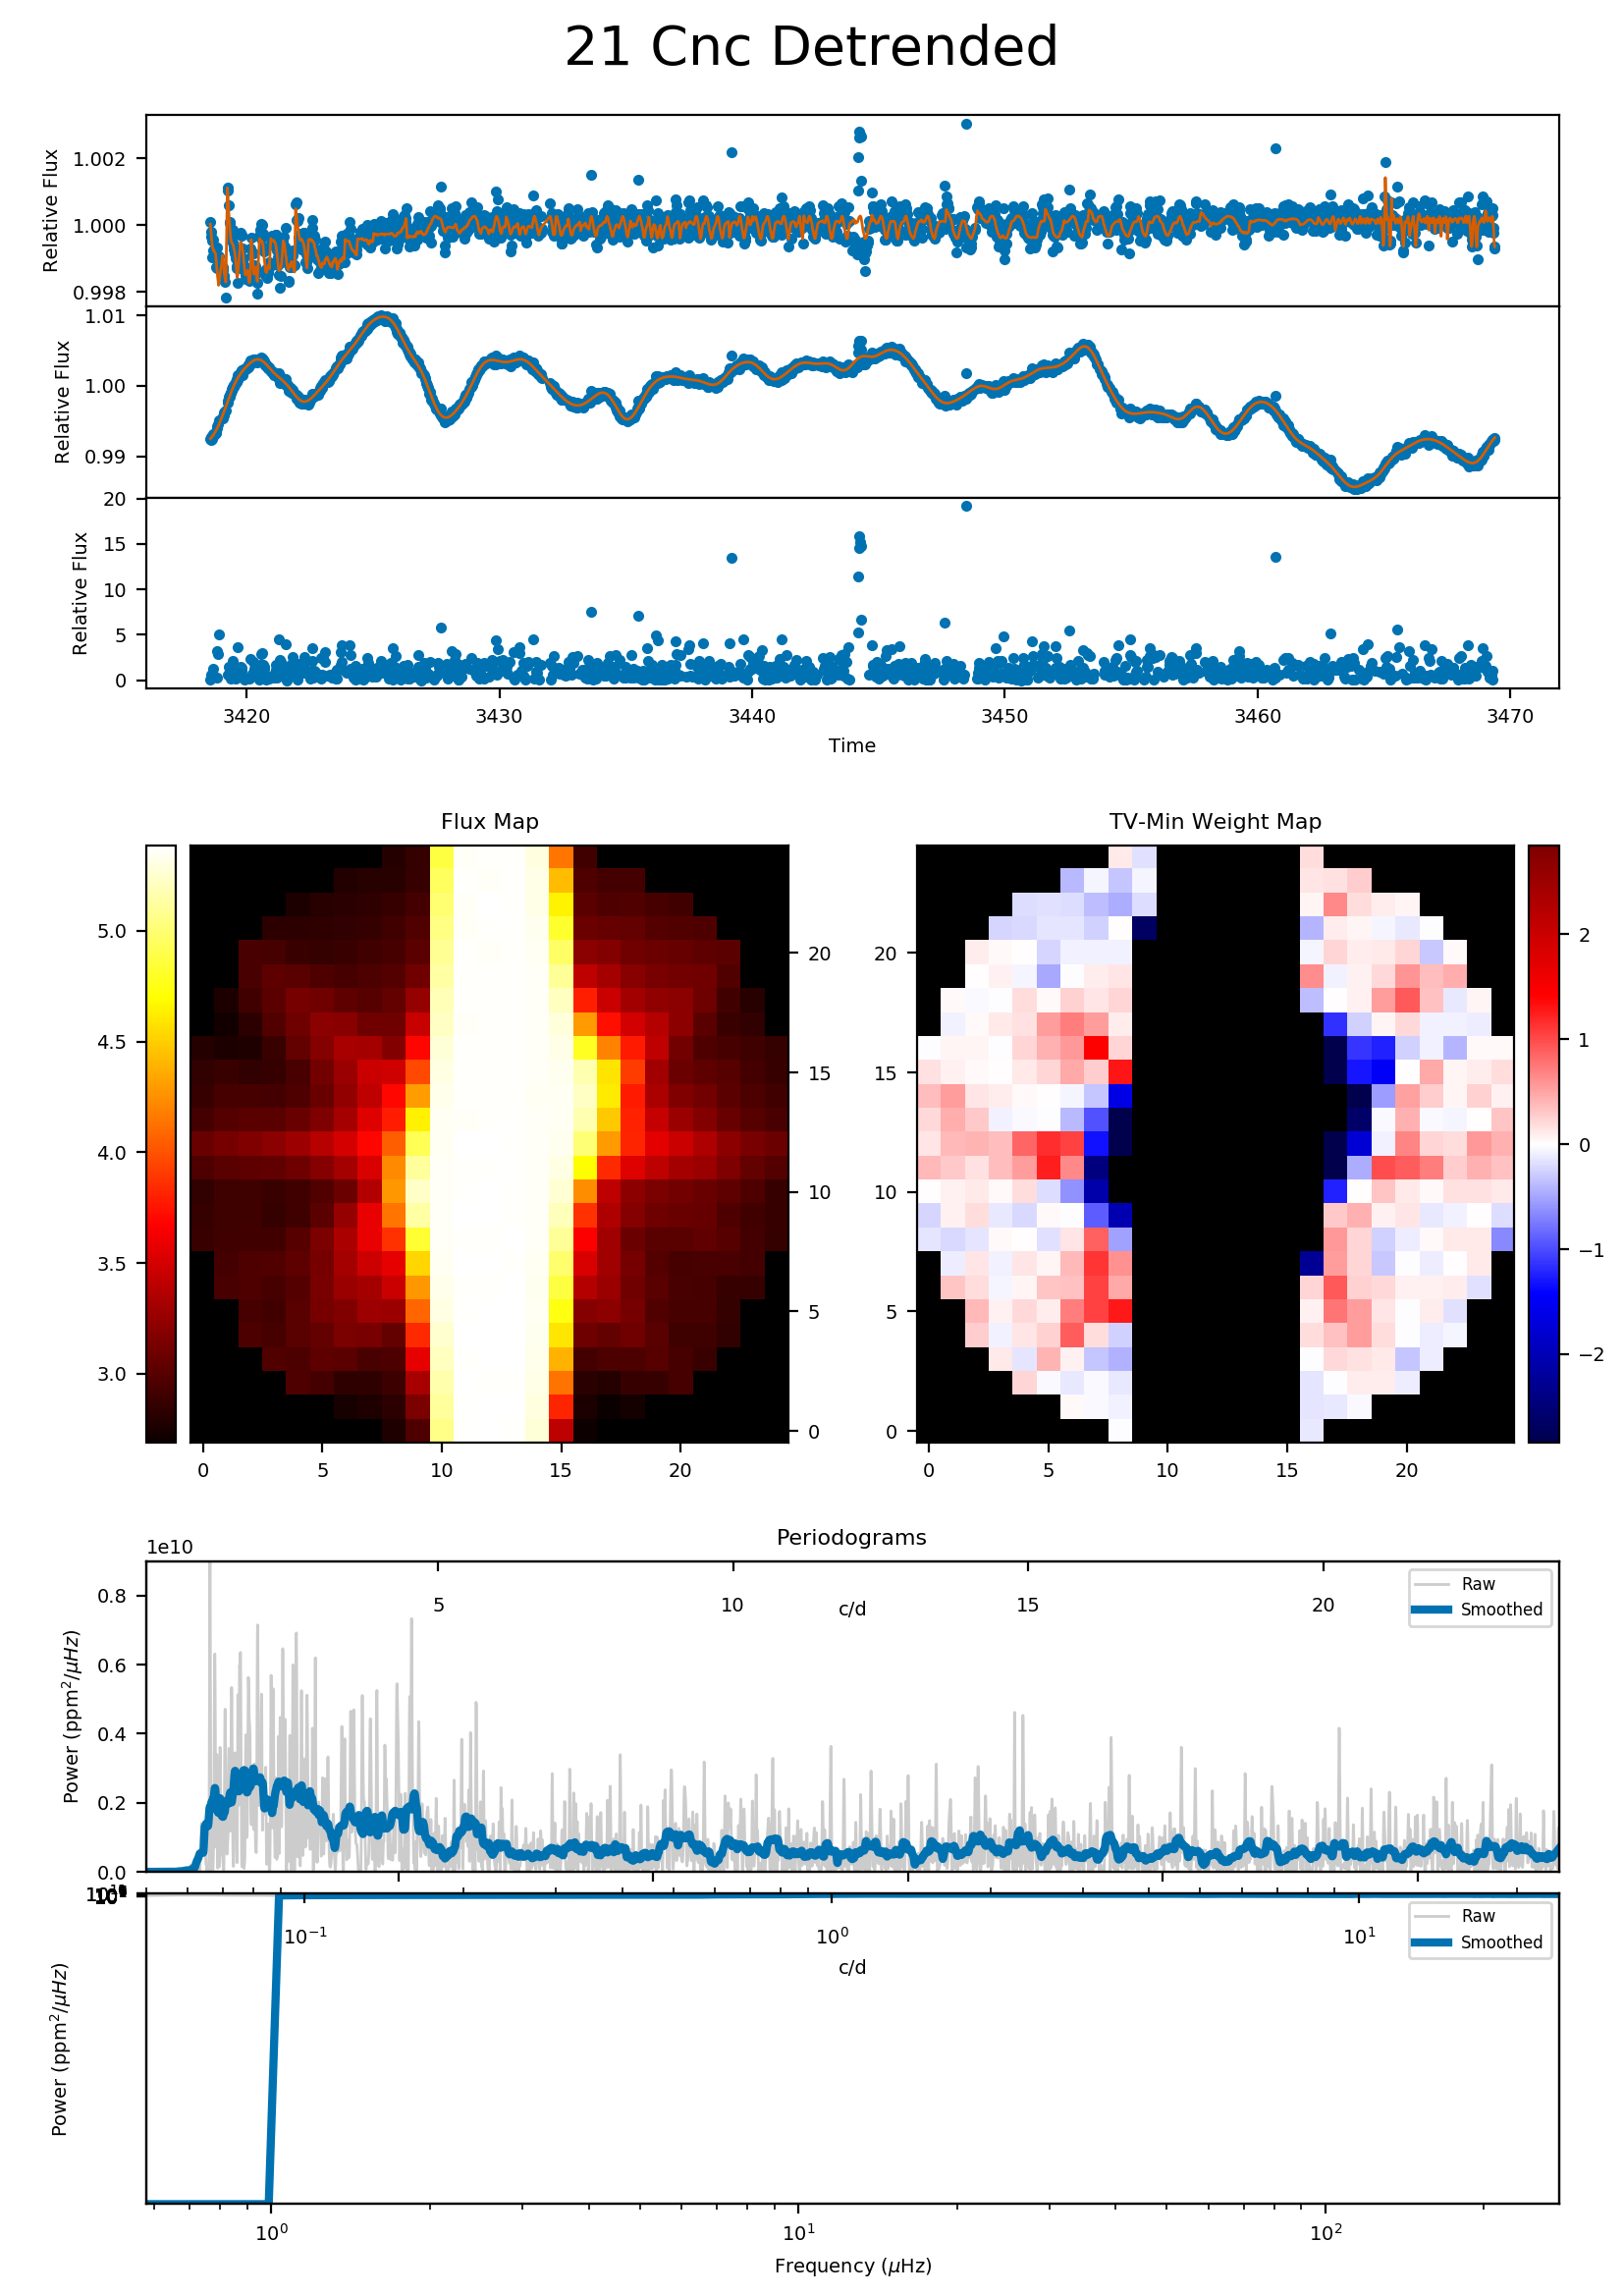 21 Cnc Detrended
Relative Flux
1.002
1.000
0.998
Relative Flux
1.01
1.00
0.99
Relative Flux
20
15
10
5
0
3420 3430 3440 3450 3460 3470
Time
Flux Map
5.0
4.5
4.0
3.5
3.0
20
15
10
5
0
0 5 10 15 20
TV-Min Weight Map
20
15
10
5
0
0 5 10 15 20
2
1
0
−1
−2
Periodograms
1e10
Power (ppm²/μHz)
0.8
0.6
0.4
0.2
0.0
5 10 15 20
c/d
Raw
Smoothed
Power (ppm²/μHz)
10⁻¹ 10⁰ 10¹
c/d
Raw
Smoothed
10⁰ 10¹ 10²
Frequency (μHz)